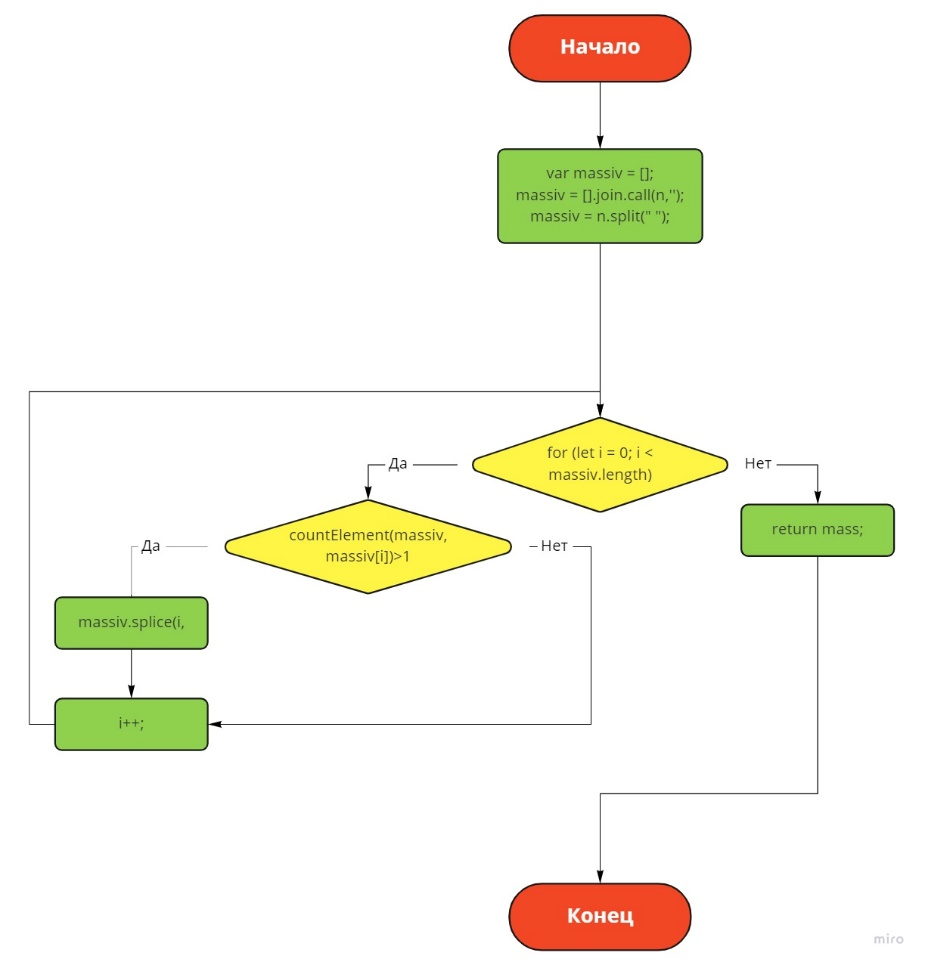 Начало
var massiv = [];
massiv = [].join.call(n,'');
massiv = n.split(" ");
for (let i = 0; i <
massiv.length)
Да
Нет
return mass;
countElement(massiv,
massiv[i])>1
Да
Нет
massiv.splice(i,
i++;
Конец
miro